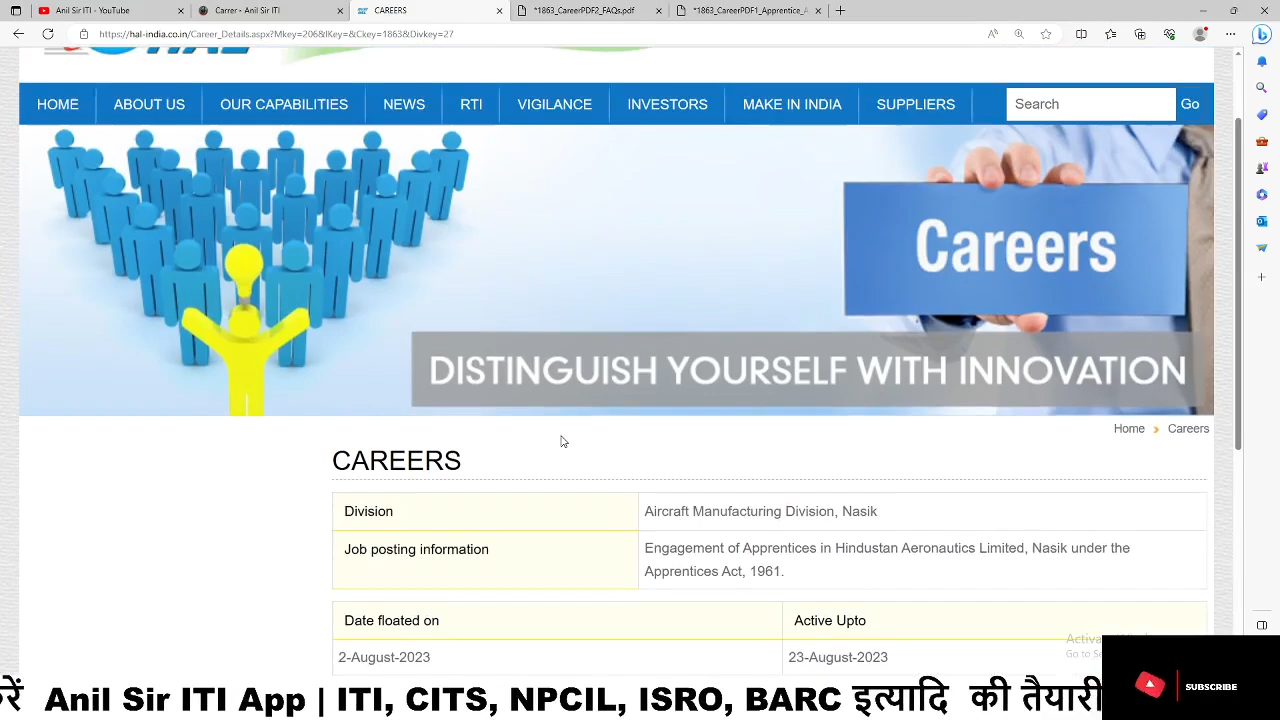 Anil Sir ITI - YouTube
Anil Sir ITI
CAREERS
*1863_CareerPDF2_FAQs.pdf
*1863_CareerPDF1_Apprentice_A
https://hal-india.co.in/Career_Details.aspx?Mkey=206&lKey=&Ckey=1863&Divkey=27
HOME ABOUT US OUR CAPABILITIES NEWS RTI VIGILANCE INVESTORS MAKE IN INDIA SUPPLIERS Search Go
Careers
DISTINGUISH YOURSELF WITH INNOVATION
Home Careers
CAREERS
Division Aircraft Manufacturing Division, Nasik
Job posting information Engagement of Apprentices in Hindustan Aeronautics Limited, Nasik under the
Apprentices Act, 1961.
Date floated on Active Upto
2-August-2023 23-August-2023
Anil Sir ITI App | ITI, CITS, NPCIL, ISRO, BARC इत्यादि की तैयारी
SUBSCRIBE